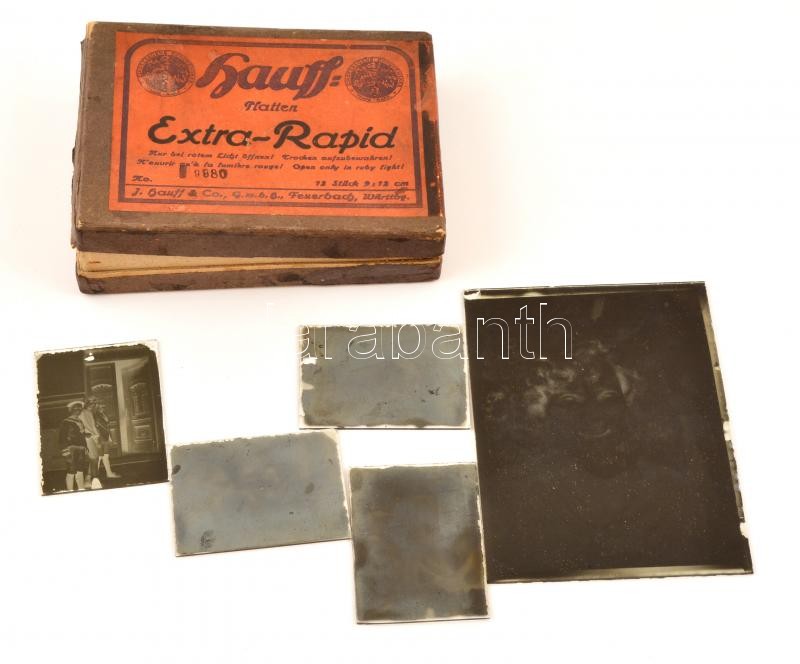 Hauff-
Platten
Extra-Rapid
Nur bei rotem Licht öffnen! Trocken aufzubewahren!
N'ouvrir qu'à la lumière rouge! Open only in ruby light!
No. 9980
12 Stück 9:12 cm
J. Hauff & Co., G.m.b.H., Feuerbach, Württbg.
arabanth